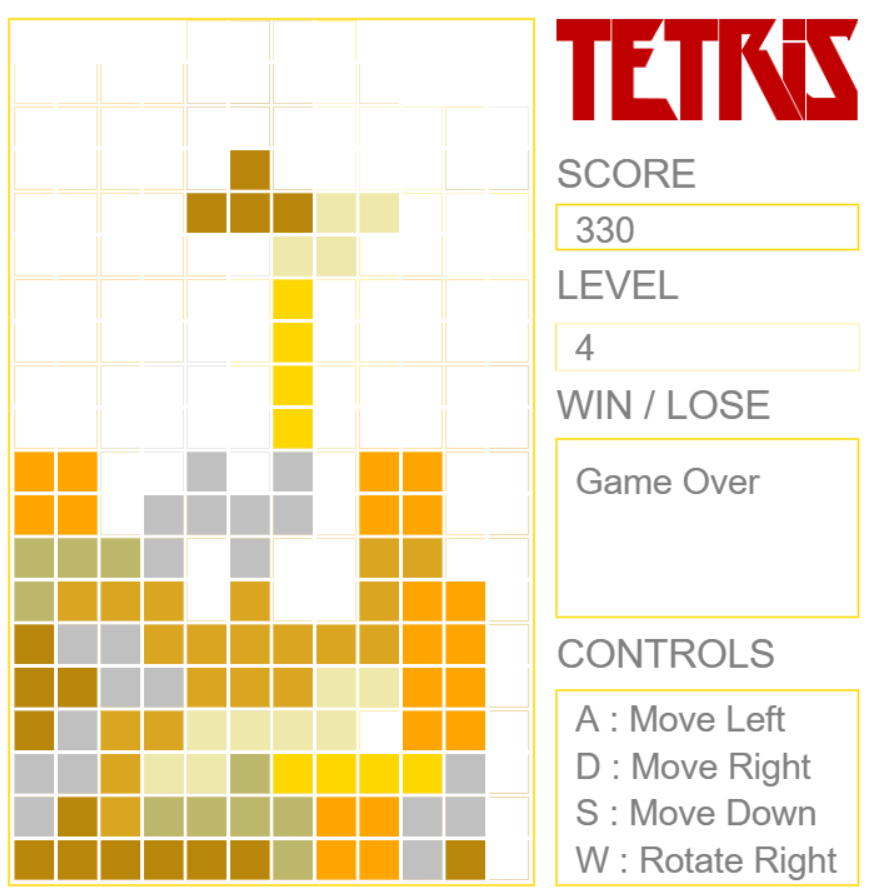 TETRiS
SCORE
330
LEVEL
4
WIN / LOSE
Game Over
CONTROLS
A : Move Left
D : Move Right
S : Move Down
W : Rotate Right